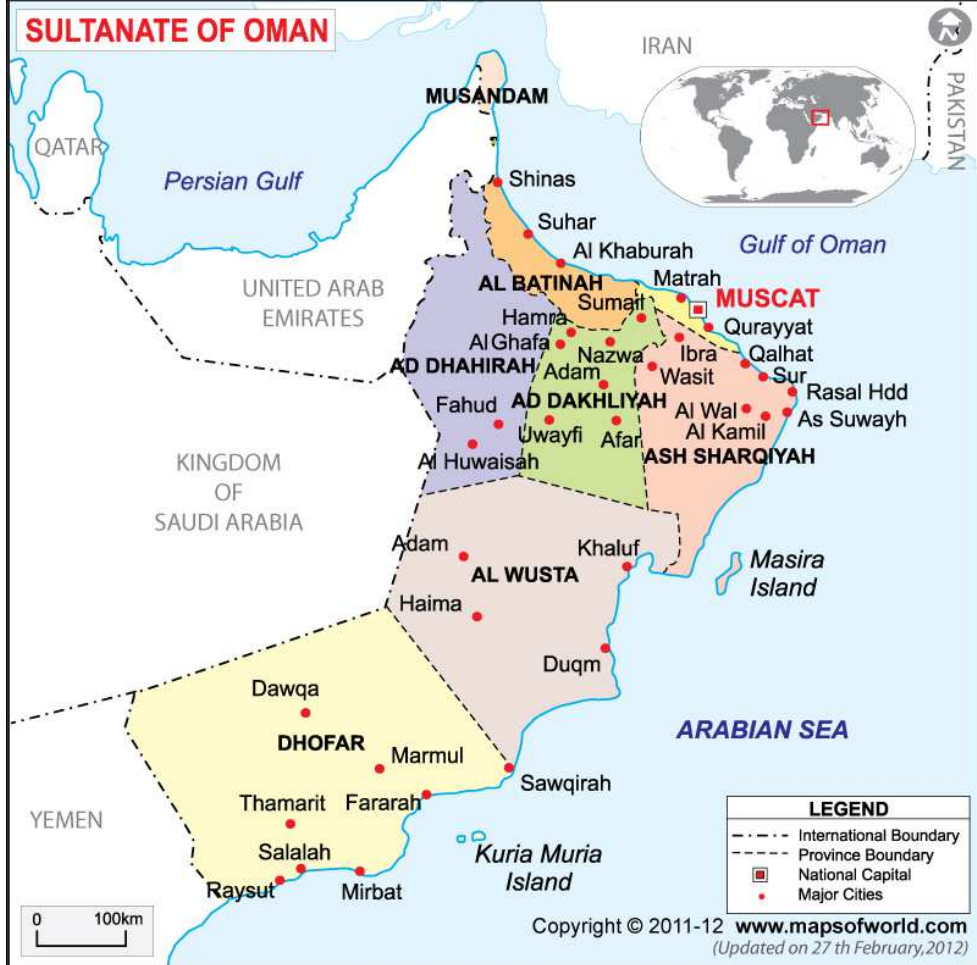 SULTANATE OF OMAN
IRAN
PAKISTAN
MUSANDAM
QATAR
Persian Gulf
Shinas
Suhar
Gulf of Oman
Al Khaburah
Matrah
AL BATINAH
UNITED ARAB
EMIRATES
MUSCAT
Sumail
Hamra
Qurayyat
Al Ghafa
Nazwa
Ibra
Qalhat
AD DHAHIRAH
Adam
Wasit
Sur
Rasal Hdd
AD DAKHLIYAH
Fahud
Al Wal
As Suwayh
Uwayfi
Afar
Al Kamil
ASH SHARQIYAH
Al Huwaisah
KINGDOM
OF
SAUDI ARABIA
Adam
Khaluf
AL WUSTA
Masira
Island
Haima
Duqm
Dawqa
ARABIAN SEA
DHOFAR
Marmul
Sawqirah
Thamarit
Fararah
YEMEN
Salalah
Kuria Muria
Island
Raysut
Mirbat
LEGEND
International Boundary
Province Boundary
National Capital
Major Cities
0 100km
Copyright © 2011-12 www.mapsofworld.com
(Updated on 27 th February,2012)
N